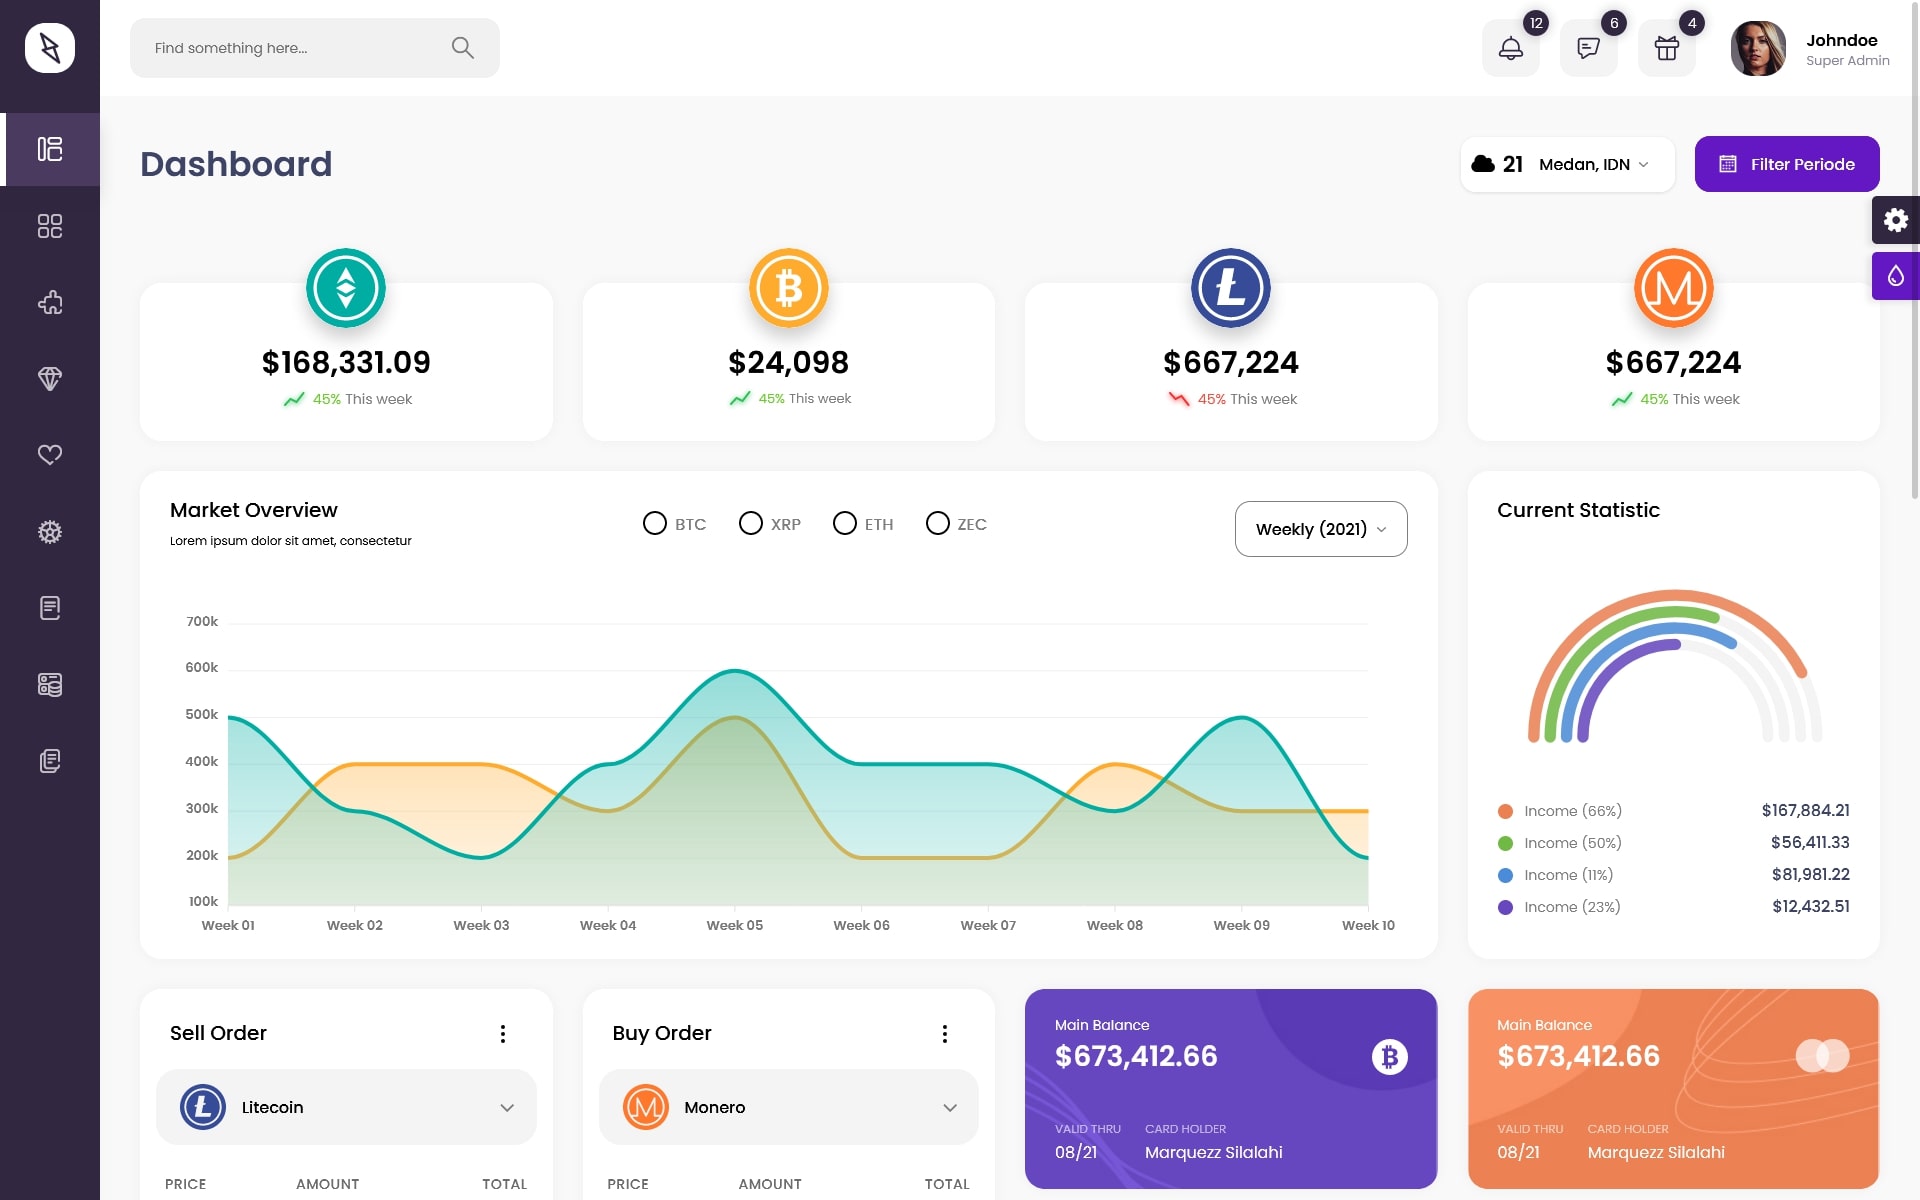 Find something here...
12
6
4
Johndoe
Super Admin
Dashboard
21 Medan, IDN
Filter Periode
$168,331.09
45% This week
$24,098
45% This week
$667,224
45% This week
$667,224
45% This week
Market Overview
Lorem ipsum dolor sit amet, consectetur
BTC XRP ETH ZEC
Weekly (2021)
700k
600k
500k
400k
300k
200k
100k
Week 01 Week 02 Week 03 Week 04 Week 05 Week 06 Week 07 Week 08 Week 09 Week 10
Current Statistic
Income (66%) $167,884.21
Income (50%) $56,411.33
Income (11%) $81,981.22
Income (23%) $12,432.51
Sell Order
Litecoin
PRICE AMOUNT TOTAL
Buy Order
Monero
PRICE AMOUNT TOTAL
Main Balance
$673,412.66
VALID THRU CARD HOLDER
08/21 Marquezz Silalahi
Main Balance
$673,412.66
VALID THRU CARD HOLDER
08/21 Marquezz Silalahi